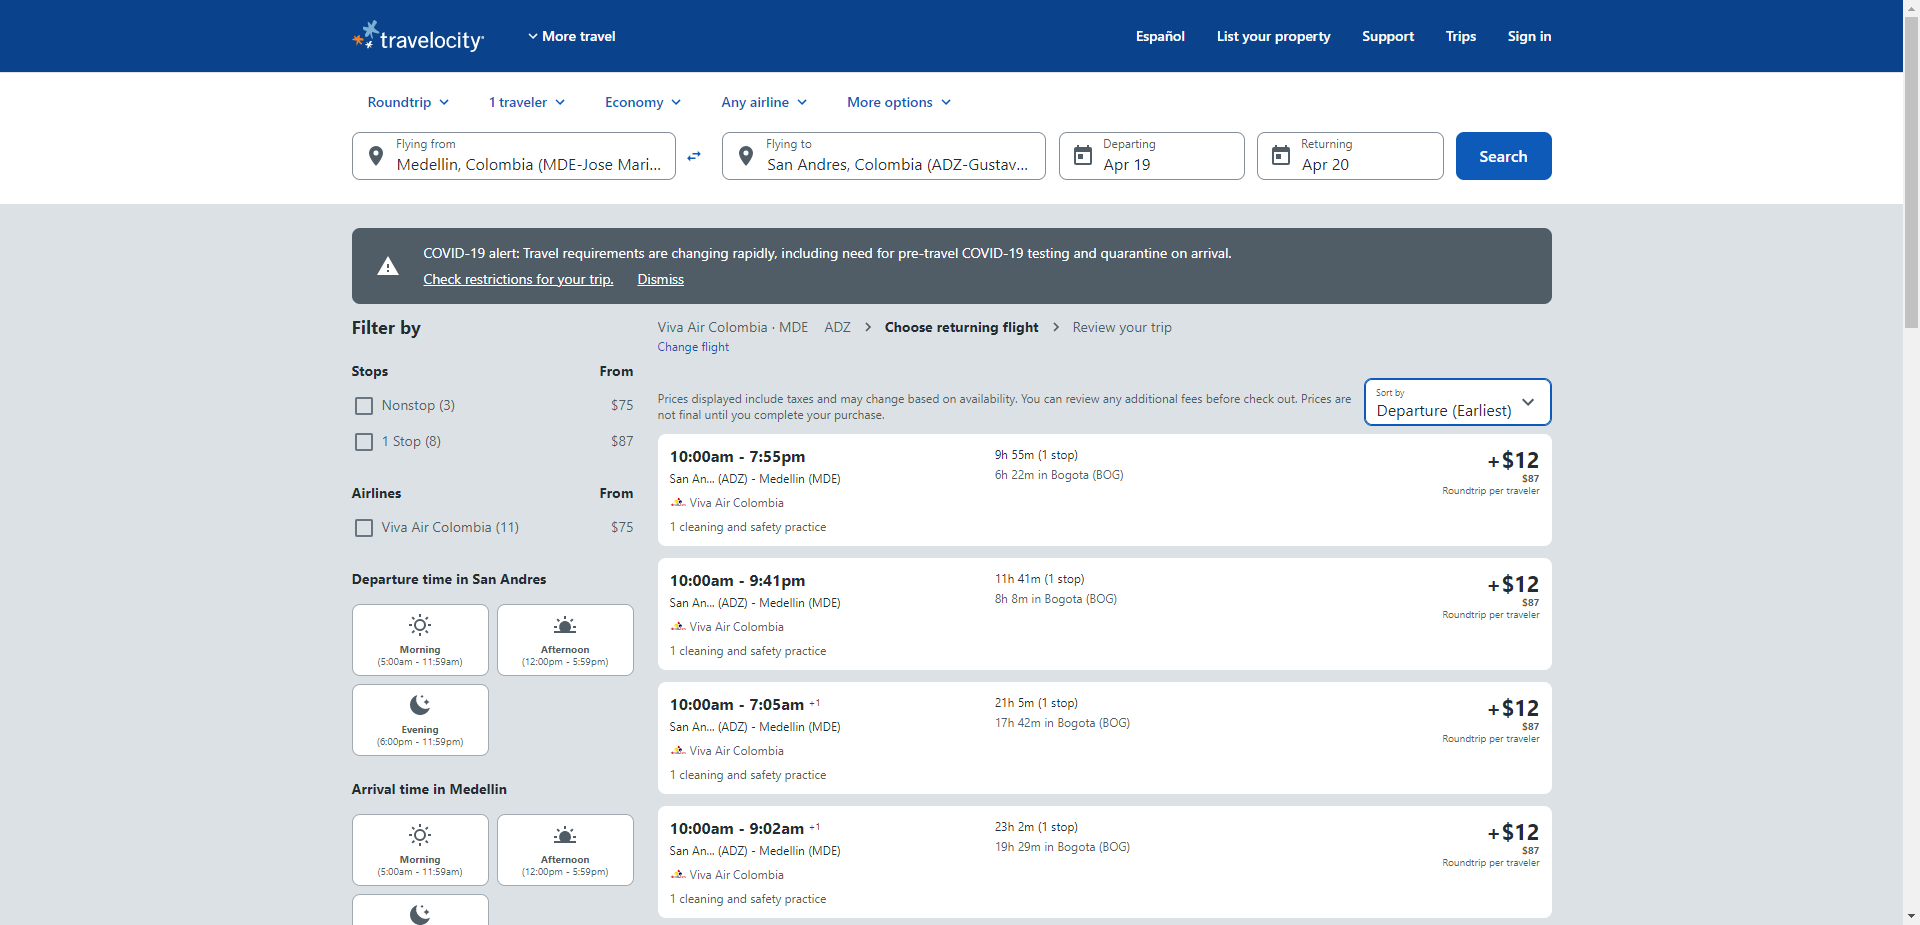 travelocity
More travel
Español
List your property
Support
Trips
Sign in
Roundtrip
1 traveler
Economy
Any airline
More options
Flying from
Medellin, Colombia (MDE-Jose Mari...
Flying to
San Andres, Colombia (ADZ-Gustav...
Departing
Apr 19
Returning
Apr 20
Search
COVID-19 alert: Travel requirements are changing rapidly, including need for pre-travel COVID-19 testing and quarantine on arrival.
Check restrictions for your trip.
Dismiss
Filter by
Stops From
Nonstop (3) $75
1 Stop (8) $87
Airlines From
Viva Air Colombia (11) $75
Departure time in San Andres
Morning
(5:00am - 11:59am)
Afternoon
(12:00pm - 5:59pm)
Evening
(6:00pm - 11:59pm)
Arrival time in Medellin
Morning
(5:00am - 11:59am)
Afternoon
(12:00pm - 5:59pm)
Viva Air Colombia · MDE ADZ
Choose returning flight
Review your trip
Change flight
Prices displayed include taxes and may change based on availability. You can review any additional fees before check out. Prices are
not final until you complete your purchase.
Sort by
Departure (Earliest)
10:00am - 7:55pm
San An... (ADZ) - Medellin (MDE)
Viva Air Colombia
1 cleaning and safety practice
9h 55m (1 stop)
6h 22m in Bogota (BOG)
+$12
$87
Roundtrip per traveler
10:00am - 9:41pm
San An... (ADZ) - Medellin (MDE)
Viva Air Colombia
1 cleaning and safety practice
11h 41m (1 stop)
8h 8m in Bogota (BOG)
+$12
$87
Roundtrip per traveler
10:00am - 7:05am +1
San An... (ADZ) - Medellin (MDE)
Viva Air Colombia
1 cleaning and safety practice
21h 5m (1 stop)
17h 42m in Bogota (BOG)
+$12
$87
Roundtrip per traveler
10:00am - 9:02am +1
San An... (ADZ) - Medellin (MDE)
Viva Air Colombia
1 cleaning and safety practice
23h 2m (1 stop)
19h 29m in Bogota (BOG)
+$12
$87
Roundtrip per traveler